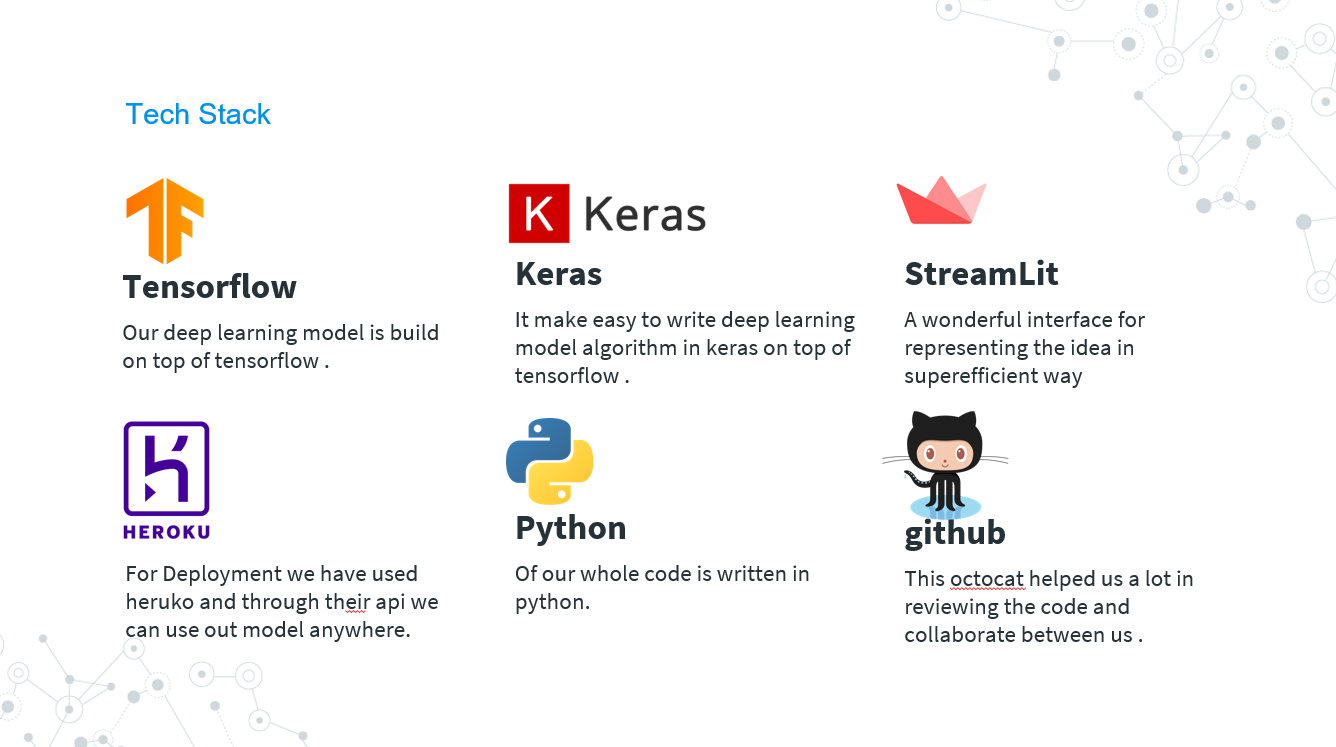 Tech Stack
K Keras
Tensorflow
Our deep learning model is build
on top of tensorflow .
Keras
It make easy to write deep learning
model algorithm in keras on top of
tensorflow .
StreamLit
A wonderful interface for
representing the idea in
superefficient way
HEROKU
For Deployment we have used
heruko and through their api we
can use out model anywhere.
Python
Of our whole code is written in
python.
github
This octocat helped us a lot in
reviewing the code and
collaborate between us .